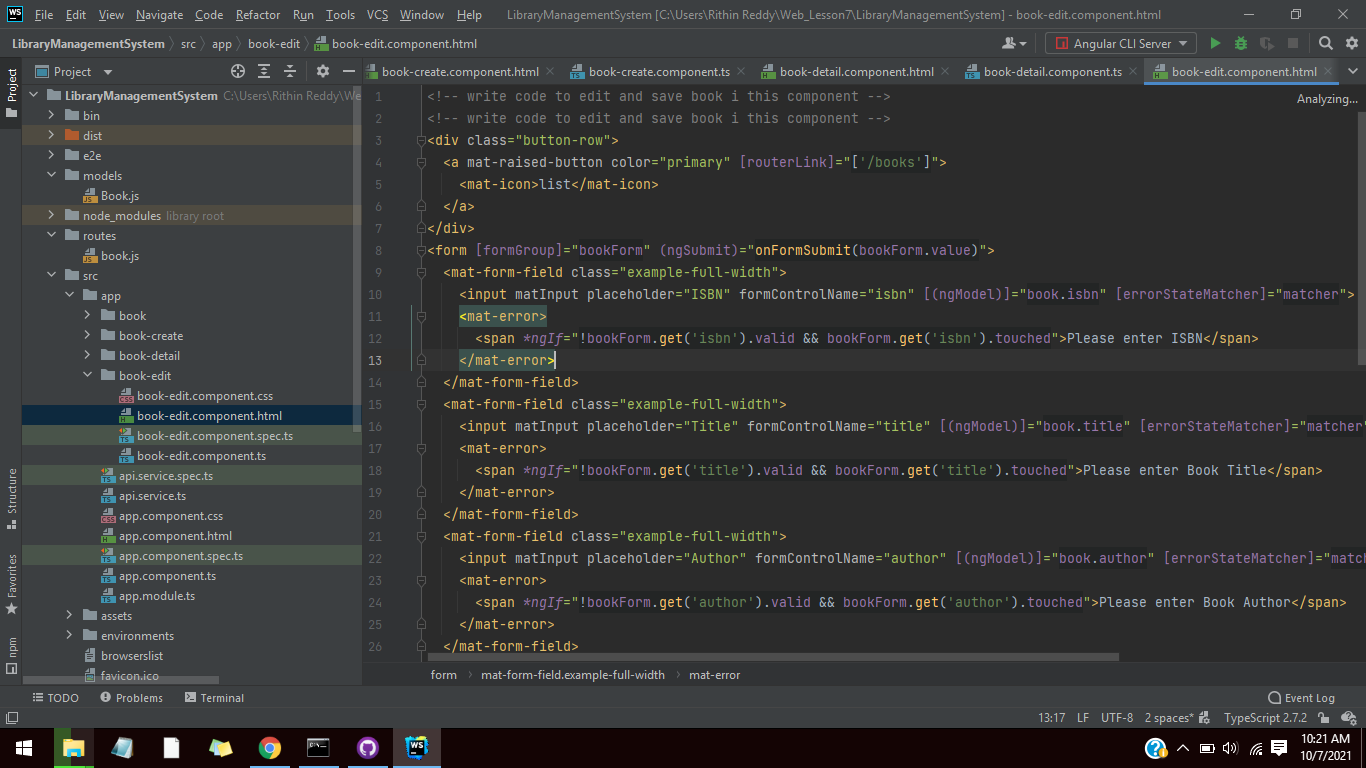 WS File Edit View Navigate Code Refactor Run Tools VCS Window Help LibraryManagementSystem [C:\Users\Rithin Reddy\Web_Lesson7\LibraryManagementSystem] - book-edit.component.html
LibraryManagementSystem src app book-edit book-edit.component.html Angular CLI Server
Project
book-create.component.html book-create.component.ts book-detail.component.html book-detail.component.ts book-edit.component.html
Project
LibraryManagementSystem C:\Users\Rithin Reddy\We
bin
dist
e2e
models
Book.js
node_modules library root
routes
book.js
src
app
book
book-create
book-detail
book-edit
book-edit.component.css
book-edit.component.html
book-edit.component.spec.ts
book-edit.component.ts
api.service.spec.ts
api.service.ts
app.component.css
app.component.html
app.component.spec.ts
app.component.ts
app.module.ts
assets
environments
browserslist
favicon.ico
Structure
Favorites
npm
Analyzing...
1 <!-- write code to edit and save book i this component -->
2 <!-- write code to edit and save book i this component -->
3 <div class="button-row">
4 <a mat-raised-button color="primary" [routerLink]="['/books']">
5 <mat-icon>list</mat-icon>
6 </a>
7 </div>
8 <form [formGroup]="bookForm" (ngSubmit)="onFormSubmit(bookForm.value)">
9 <mat-form-field class="example-full-width">
10 <input matInput placeholder="ISBN" formControlName="isbn" [(ngModel)]="book.isbn" [errorStateMatcher]="matcher">
11 <mat-error>
12 <span *ngIf="!bookForm.get('isbn').valid && bookForm.get('isbn').touched">Please enter ISBN</span>
13 </mat-error>
14 </mat-form-field>
15 <mat-form-field class="example-full-width">
16 <input matInput placeholder="Title" formControlName="title" [(ngModel)]="book.title" [errorStateMatcher]="matcher"
17 <mat-error>
18 <span *ngIf="!bookForm.get('title').valid && bookForm.get('title').touched">Please enter Book Title</span>
19 </mat-error>
20 </mat-form-field>
21 <mat-form-field class="example-full-width">
22 <input matInput placeholder="Author" formControlName="author" [(ngModel)]="book.author" [errorStateMatcher]="match
23 <mat-error>
24 <span *ngIf="!bookForm.get('author').valid && bookForm.get('author').touched">Please enter Book Author</span>
25 </mat-error>
26 </mat-form-field>
form mat-form-field.example-full-width mat-error
TODO Problems Terminal Event Log
13:17 LF UTF-8 2 spaces* TypeScript 2.7.2
WS
10:21 AM
10/7/2021